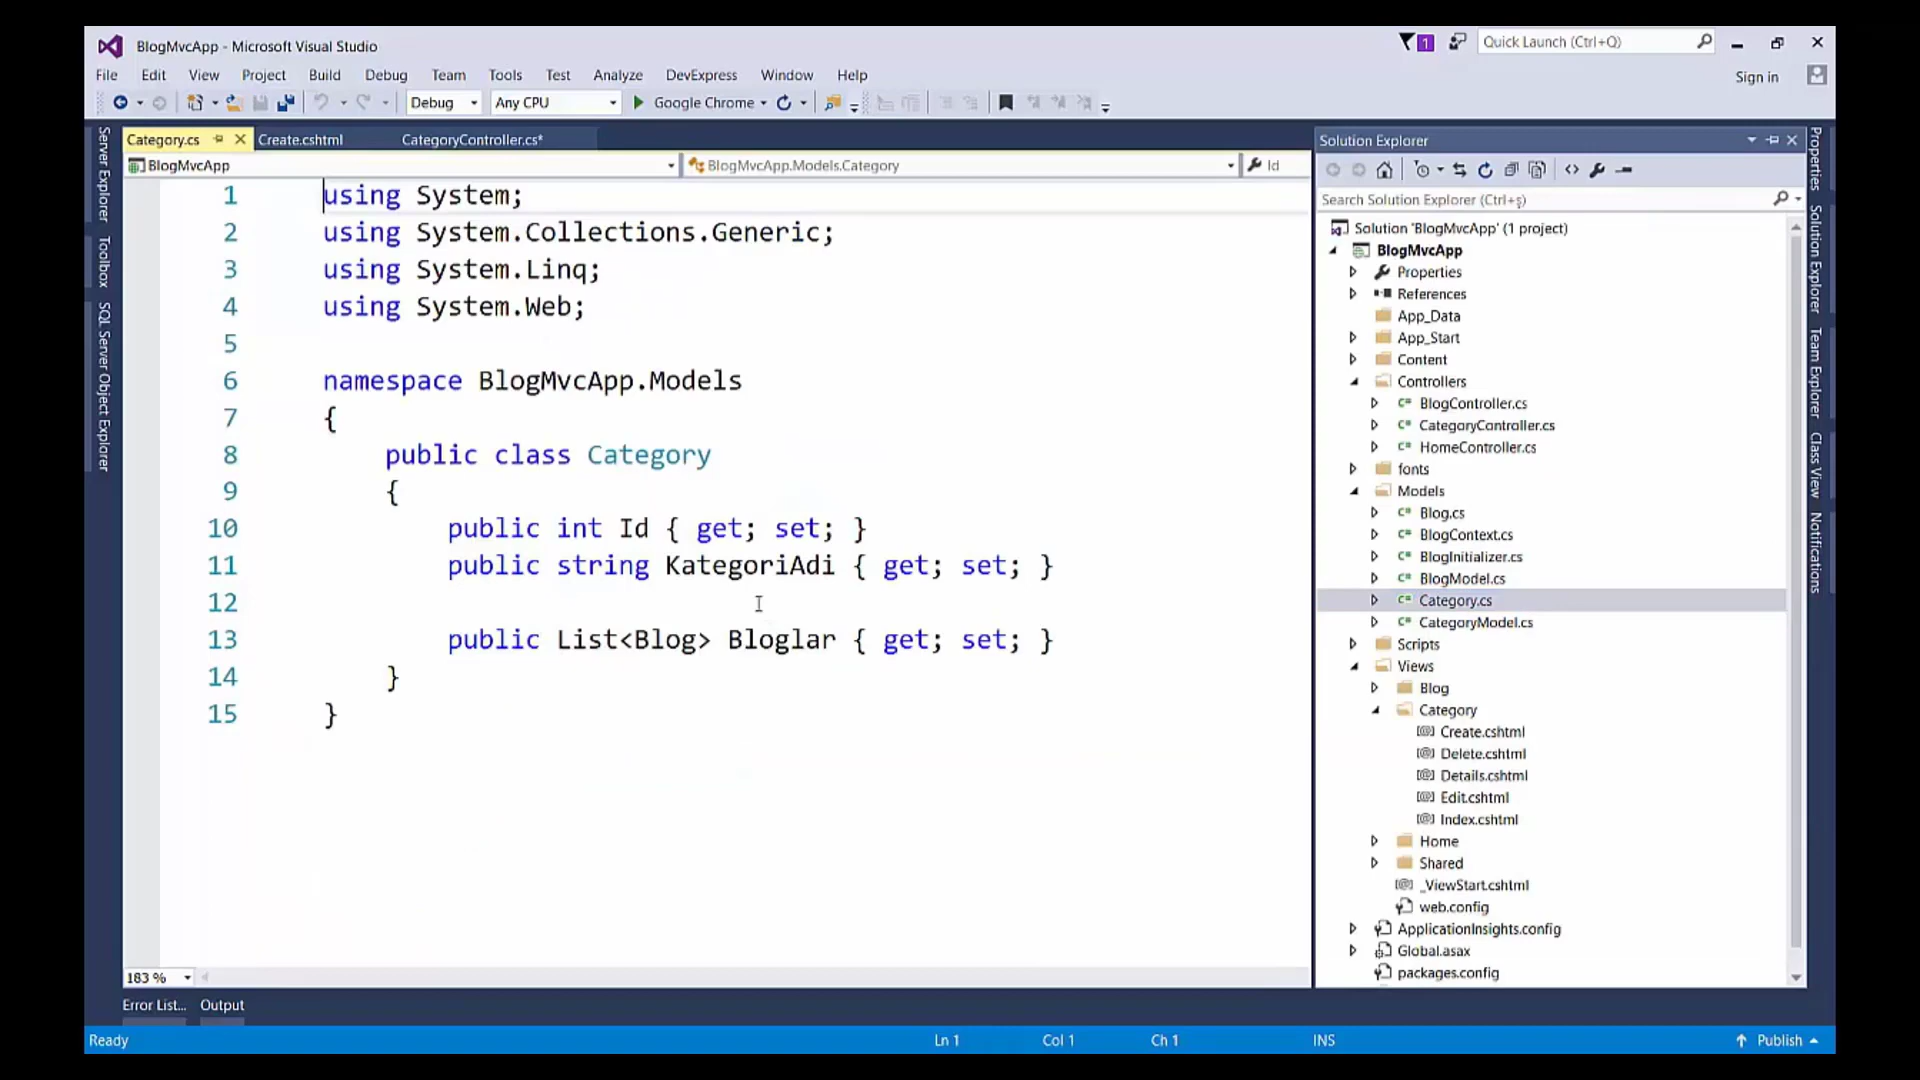 BlogMvcApp - Microsoft Visual Studio
1
Quick Launch (Ctrl+Q)
File Edit View Project Build Debug Team Tools Test Analyze DevExpress Window Help
Sign in
Debug Any CPU Google Chrome
Category.cs Create.cshtml CategoryController.cs*
BlogMvcApp BlogMvcApp.Models.Category Id
1 using System;
2 using System.Collections.Generic;
3 using System.Linq;
4 using System.Web;
5
6 namespace BlogMvcApp.Models
7 {
8 public class Category
9 {
10 public int Id { get; set; }
11 public string KategoriAdi { get; set; }
12
13 public List<Blog> Bloglar { get; set; }
14 }
15 }
183 %
Server Explorer
Toolbox
SQL Server Object Explorer
Solution Explorer
Search Solution Explorer (Ctrl+ş)
Solution 'BlogMvcApp' (1 project)
BlogMvcApp
Properties
References
App_Data
App_Start
Content
Controllers
C# BlogController.cs
C# CategoryController.cs
C# HomeController.cs
fonts
Models
C# Blog.cs
C# BlogContext.cs
C# BlogInitializer.cs
C# BlogModel.cs
C# Category.cs
C# CategoryModel.cs
Scripts
Views
Blog
Category
[@] Create.cshtml
[@] Delete.cshtml
[@] Details.cshtml
[@] Edit.cshtml
[@] Index.cshtml
Home
Shared
[@] _ViewStart.cshtml
web.config
ApplicationInsights.config
Global.asax
packages.config
Properties
Solution Explorer
Team Explorer
Class View
Notifications
Error List... Output
Ready Ln 1 Col 1 Ch 1 INS Publish